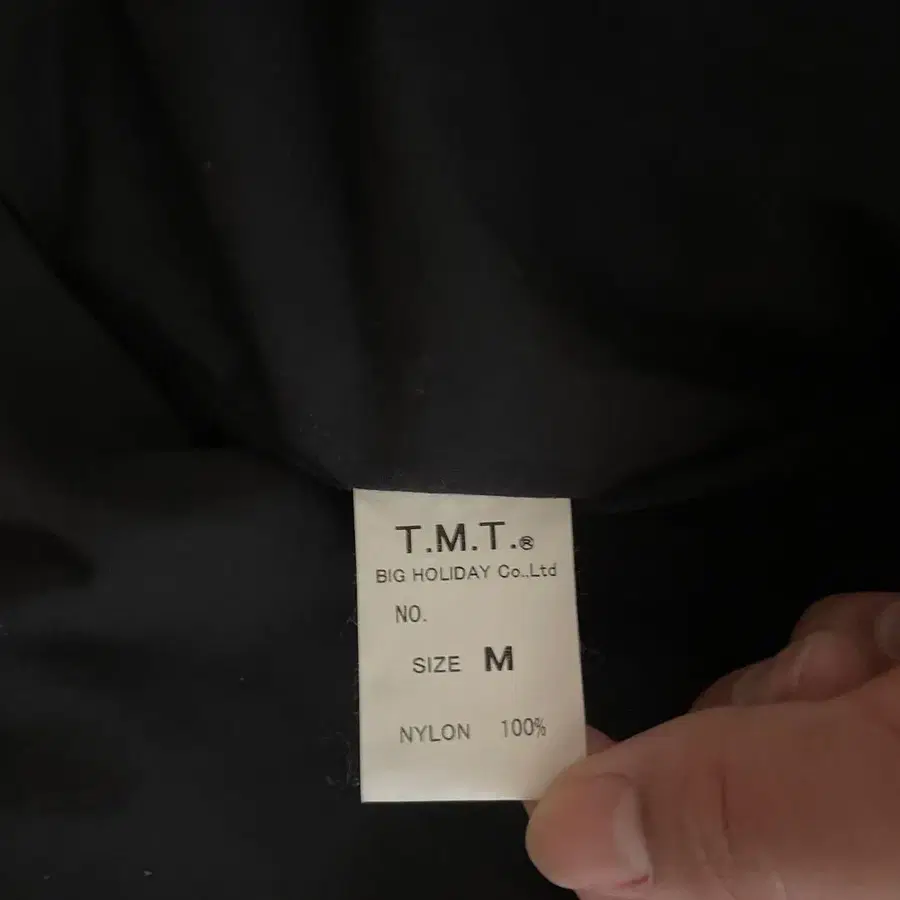 T.M.T.®
BIG HOLIDAY Co.,Ltd
NO.
SIZE M
NYLON 100%